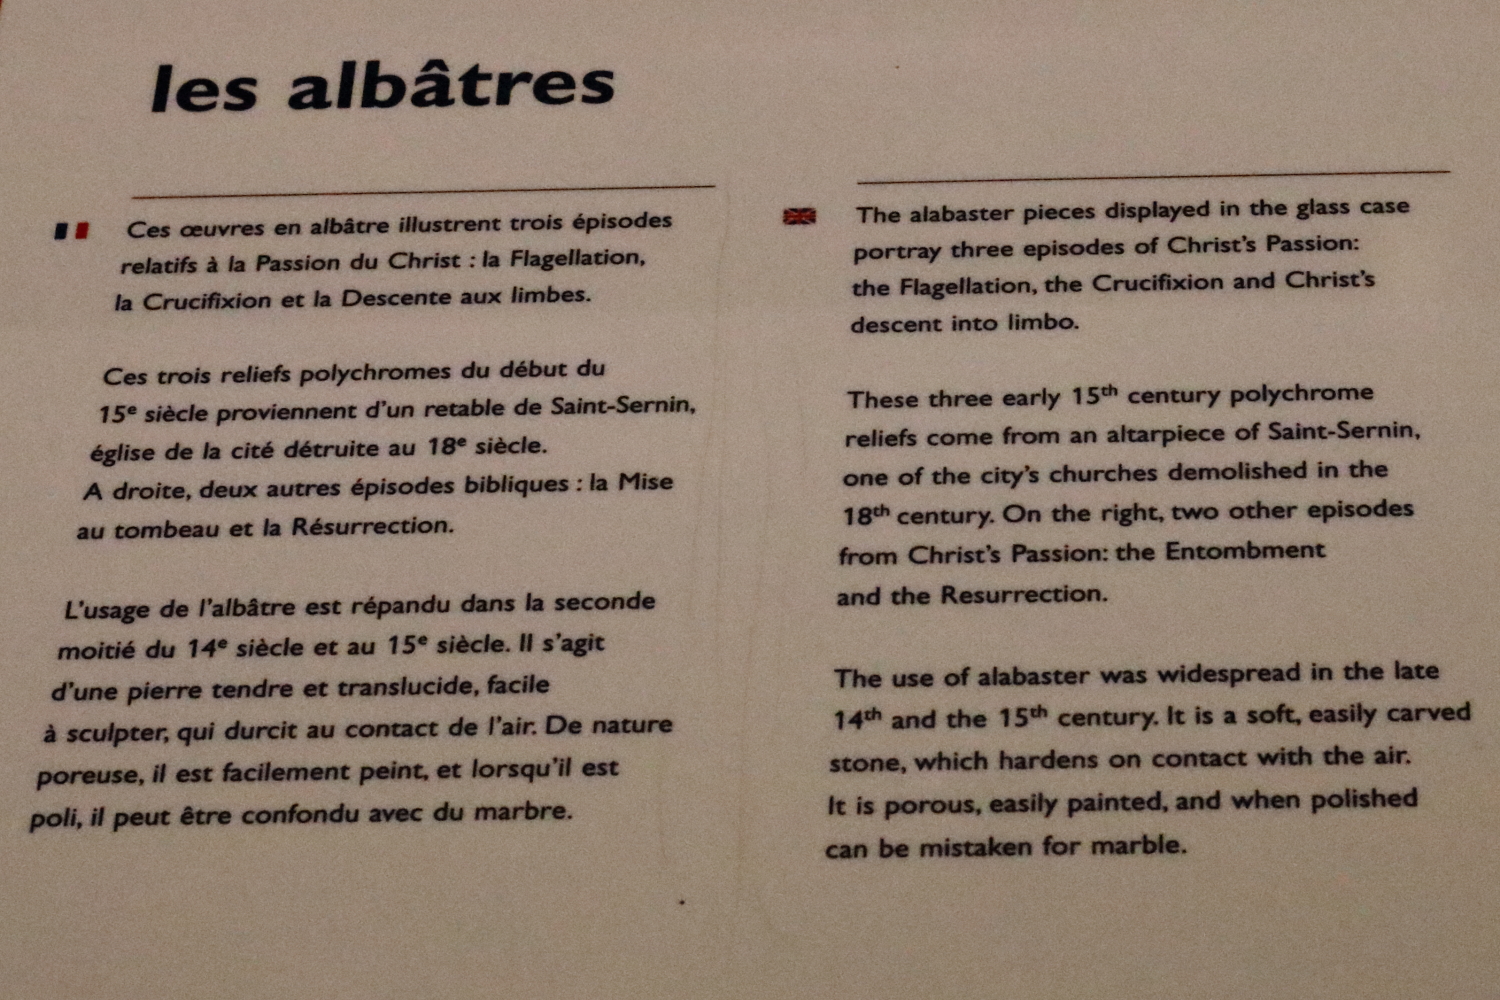 les albâtres
Ces œuvres en albâtre illustrent trois épisodes
relatifs à la Passion du Christ : la Flagellation,
la Crucifixion et la Descente aux limbes.
Ces trois reliefs polychromes du début du
15e siècle proviennent d'un retable de Saint-Sernin,
église de la cité détruite au 18e siècle.
A droite, deux autres épisodes bibliques : la Mise
au tombeau et la Résurrection.
L'usage de l'albâtre est répandu dans la seconde
moitié du 14e siècle et au 15e siècle. Il s'agit
d'une pierre tendre et translucide, facile
à sculpter, qui durcit au contact de l'air. De nature
poreuse, il est facilement peint, et lorsqu'il est
poli, il peut être confondu avec du marbre.
The alabaster pieces displayed in the glass case
portray three episodes of Christ's Passion:
the Flagellation, the Crucifixion and Christ's
descent into limbo.
These three early 15th century polychrome
reliefs come from an altarpiece of Saint-Sernin,
one of the city's churches demolished in the
18th century. On the right, two other episodes
from Christ's Passion: the Entombment
and the Resurrection.
The use of alabaster was widespread in the late
14th and the 15th century. It is a soft, easily carved
stone, which hardens on contact with the air.
It is porous, easily painted, and when polished
can be mistaken for marble.